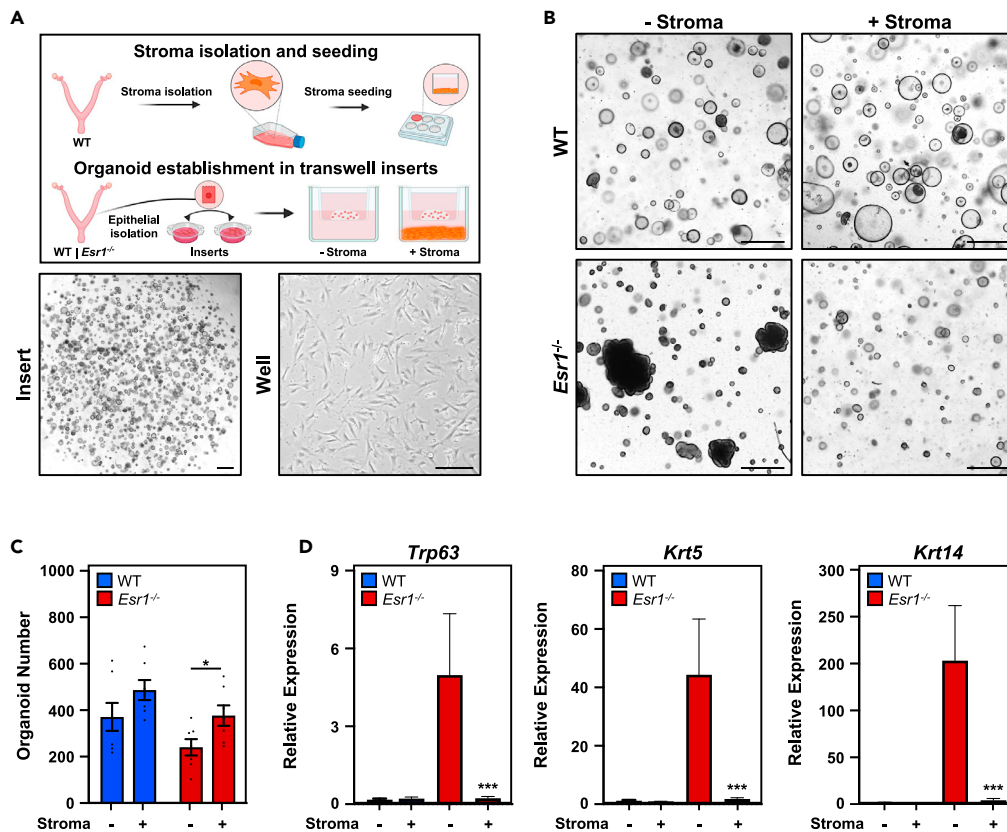 A
Stroma isolation and seeding
Stroma isolation
Stroma seeding
WT
Organoid establishment in transwell inserts
Epithelial
isolation
WT | Esr1-/-
Inserts
- Stroma
+ Stroma
Insert
Well
B
- Stroma
+ Stroma
WT
Esr1-/-
C
1000
800
600
400
200
0
Organoid Number
WT
Esr1-/-
*
Stroma - + - +
D
Trp63
9
6
3
0
Relative Expression
WT
Esr1-/-
***
Stroma - + - +
Krt5
80
60
40
20
0
Relative Expression
WT
Esr1-/-
***
- + - +
Krt14
300
250
200
100
50
0
Relative Expression
WT
Esr1-/-
***
- + - +